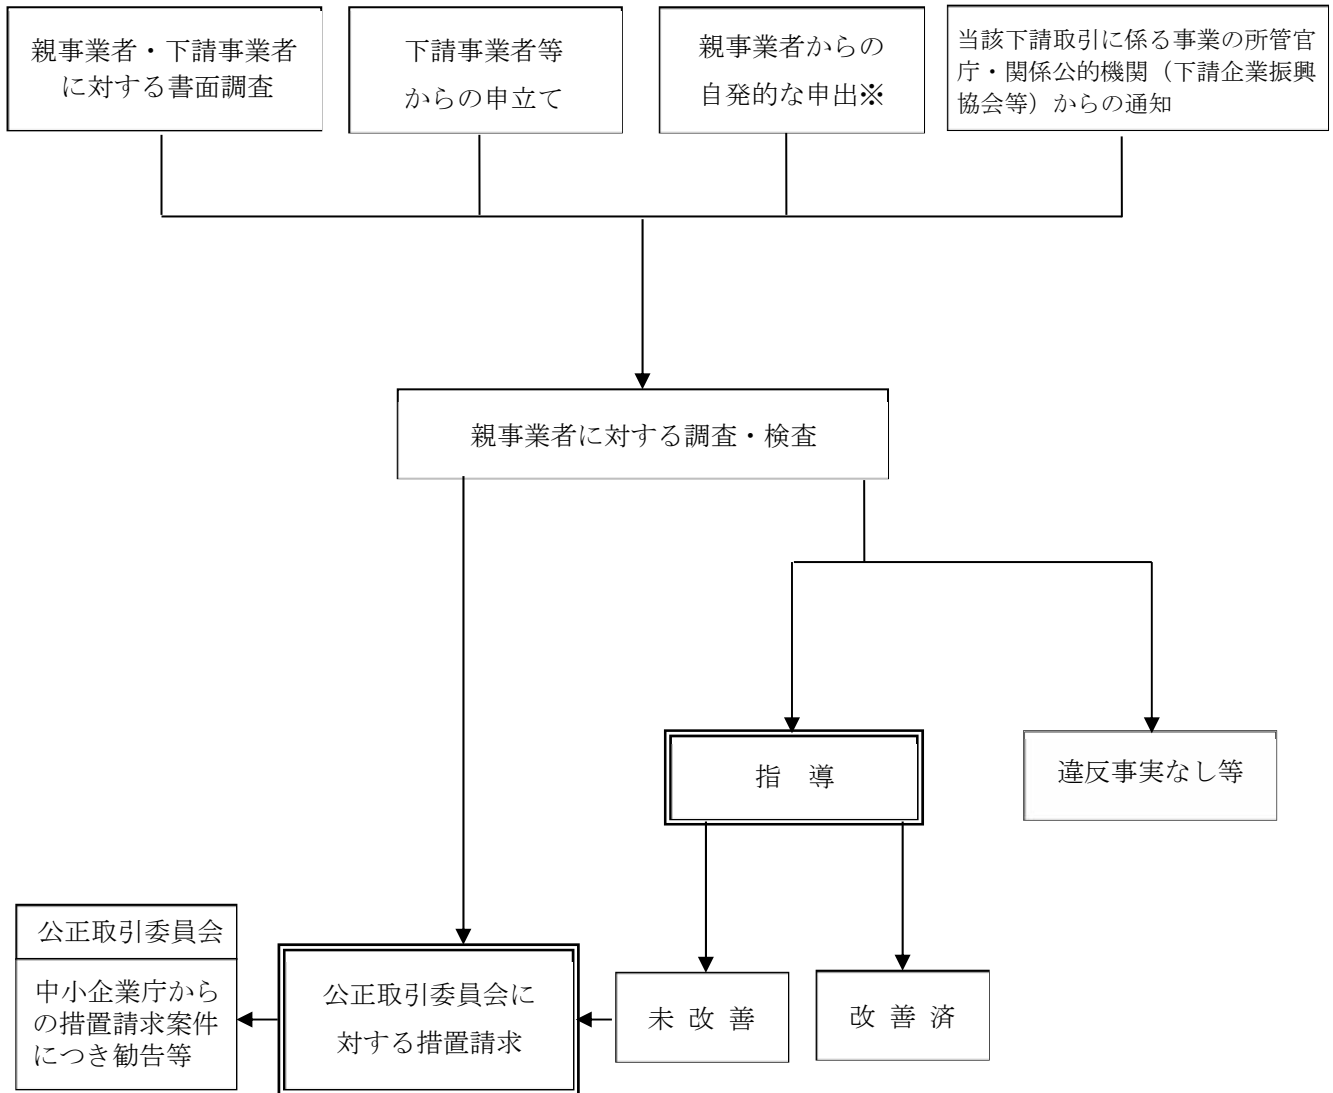 親事業者・下請事業者
に対する書面調査
下請事業者等
からの申立て
親事業者からの
自発的な申出※
当該下請取引に係る事業の所管官
庁・関係公的機関（下請企業振興
協会等）からの通知
親事業者に対する調査・検査
指　導
違反事実なし等
公正取引委員会
中小企業庁から
の措置請求案件
につき勧告等
公正取引委員会に
対する措置請求
未 改 善
改 善 済